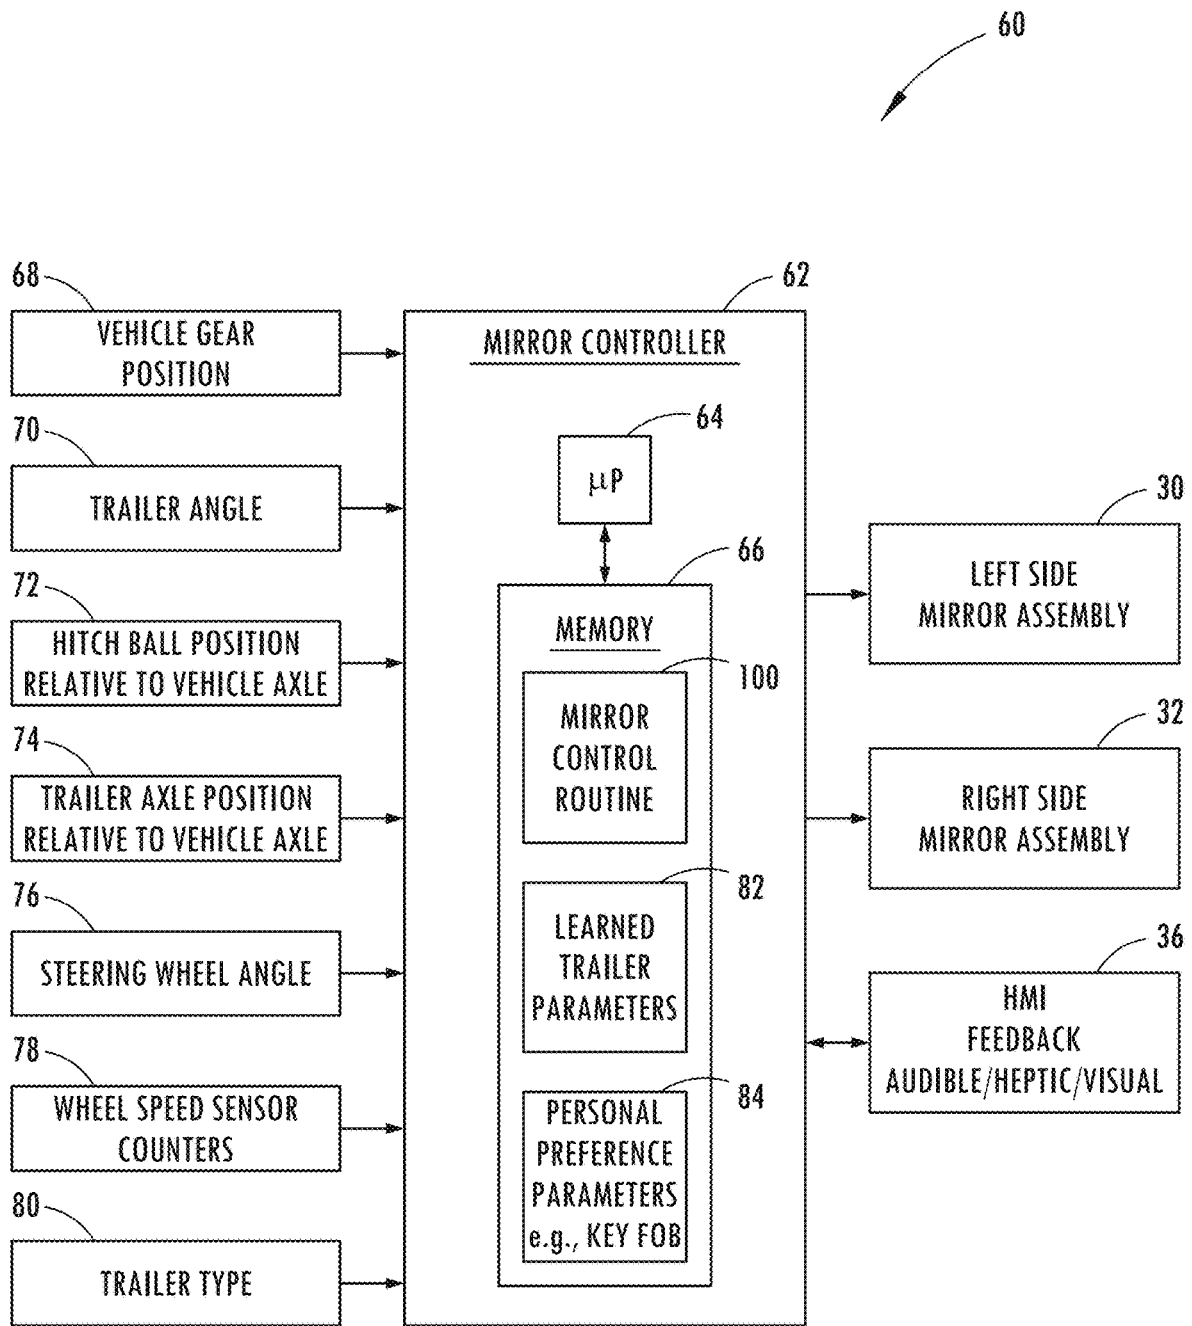 60
68
VEHICLE GEAR
POSITION
70
TRAILER ANGLE
72
HITCH BALL POSITION
RELATIVE TO VEHICLE AXLE
74
TRAILER AXLE POSITION
RELATIVE TO VEHICLE AXLE
76
STEERING WHEEL ANGLE
78
WHEEL SPEED SENSOR
COUNTERS
80
TRAILER TYPE
62
MIRROR CONTROLLER
64
μP
66
MEMORY
100
MIRROR
CONTROL
ROUTINE
82
LEARNED
TRAILER
PARAMETERS
84
PERSONAL
PREFERENCE
PARAMETERS
e.g., KEY FOB
30
LEFT SIDE
MIRROR ASSEMBLY
32
RIGHT SIDE
MIRROR ASSEMBLY
36
HMI
FEEDBACK
AUDIBLE/HEPTIC/VISUAL